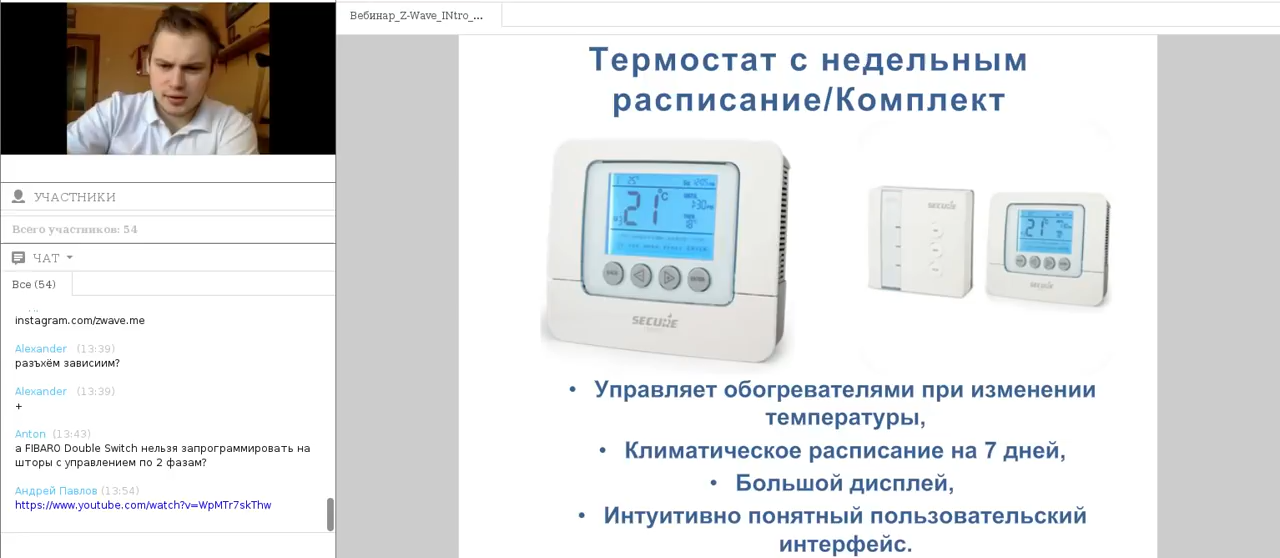 Вебинар_Z-Wave_INtro_...
УЧАСТНИКИ
Всего участников: 54
ЧАТ
Все (54)
instagram.com/zwave.me
Alexander (13:39)
разъхём зависиим?
Alexander (13:39)
+
Anton (13:43)
а FIBARO Double Switch нельзя запрограммировать на
шторы с управлением по 2 фазам?
Андрей Павлов (13:54)
https://www.youtube.com/watch?v=WpMTr7skThw
Термостат с недельным
расписание/Комплект
21°C
SECURE
SECURE
21°
SECURE
• Управляет обогревателями при изменении
температуры,
• Климатическое расписание на 7 дней,
• Большой дисплей,
• Интуитивно понятный пользовательский
интерфейс.